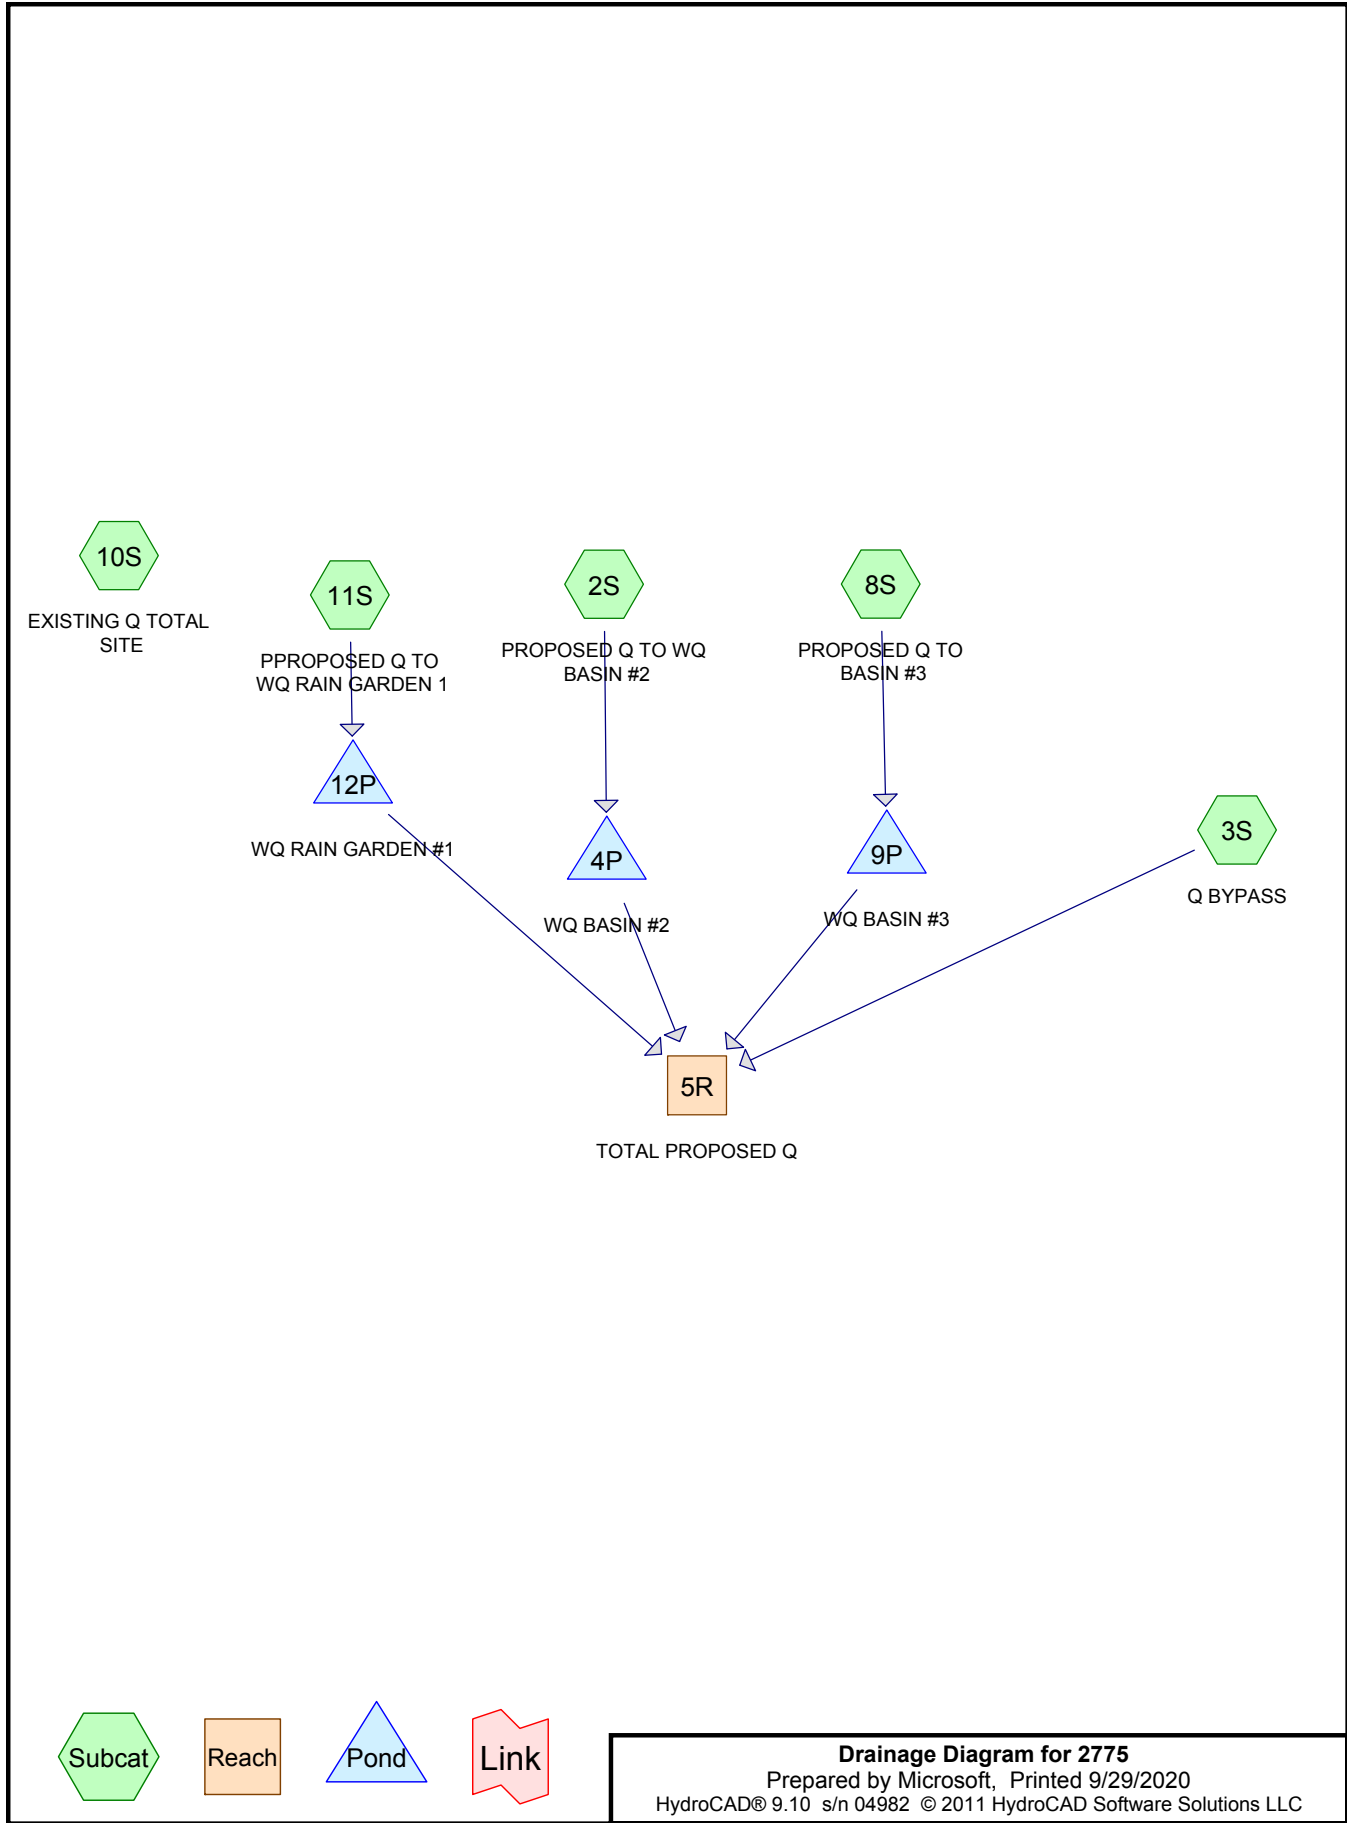 10S
EXISTING Q TOTAL
SITE
11S
PPROPOSED Q TO
WQ RAIN GARDEN 1
2S
PROPOSED Q TO WQ
BASIN #2
8S
PROPOSED Q TO
BASIN #3
12P
WQ RAIN GARDEN #1
4P
WQ BASIN #2
9P
WQ BASIN #3
3S
Q BYPASS
5R
TOTAL PROPOSED Q
Subcat
Reach
Pond
Link
Drainage Diagram for 2775
Prepared by Microsoft, Printed 9/29/2020
HydroCAD® 9.10 s/n 04982 © 2011 HydroCAD Software Solutions LLC